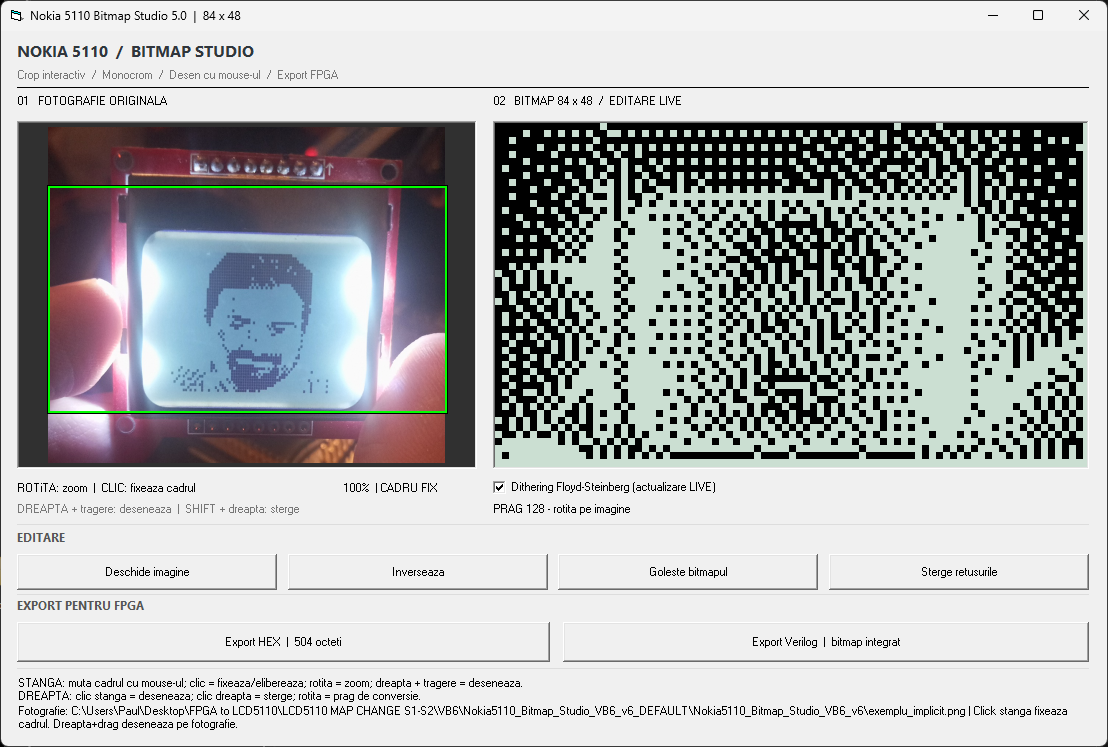 Nokia 5110 Bitmap Studio 5.0 | 84 x 48
NOKIA 5110 / BITMAP STUDIO
Crop interactiv / Monocrom / Desen cu mouse-ul / Export FPGA
01 FOTOGRAFIE ORIGINALA
02 BITMAP 84 x 48 / EDITARE LIVE
ROTiTA: zoom | CLIC: fixeaza cadrul
100% | CADRU FIX
DREAPTA + tragere: deseneaza | SHIFT + dreapta: sterge
Dithering Floyd-Steinberg (actualizare LIVE)
PRAG 128 - rotita pe imagine
EDITARE
Deschide imagine
Inverseaza
Goleste bitmapul
Sterge retusurile
EXPORT PENTRU FPGA
Export HEX | 504 octeti
Export Verilog | bitmap integrat
STANGA: muta cadrul cu mouse-ul; clic = fixeaza/elibereaza; rotita = zoom; dreapta + tragere = deseneaza.
DREAPTA: clic stanga = deseneaza; clic dreapta = sterge; rotita = prag de conversie.
Fotografie: C:\Users\Paul\Desktop\FPGA to LCD5110\LCD5110 MAP CHANGE S1-S2\VB6\Nokia5110_Bitmap_Studio_VB6_v6_DEFAULT\Nokia5110_Bitmap_Studio_VB6_v6\exemplu_implicit.png | Click stanga fixeaza
cadrul. Dreapta+drag deseneaza pe fotografie.